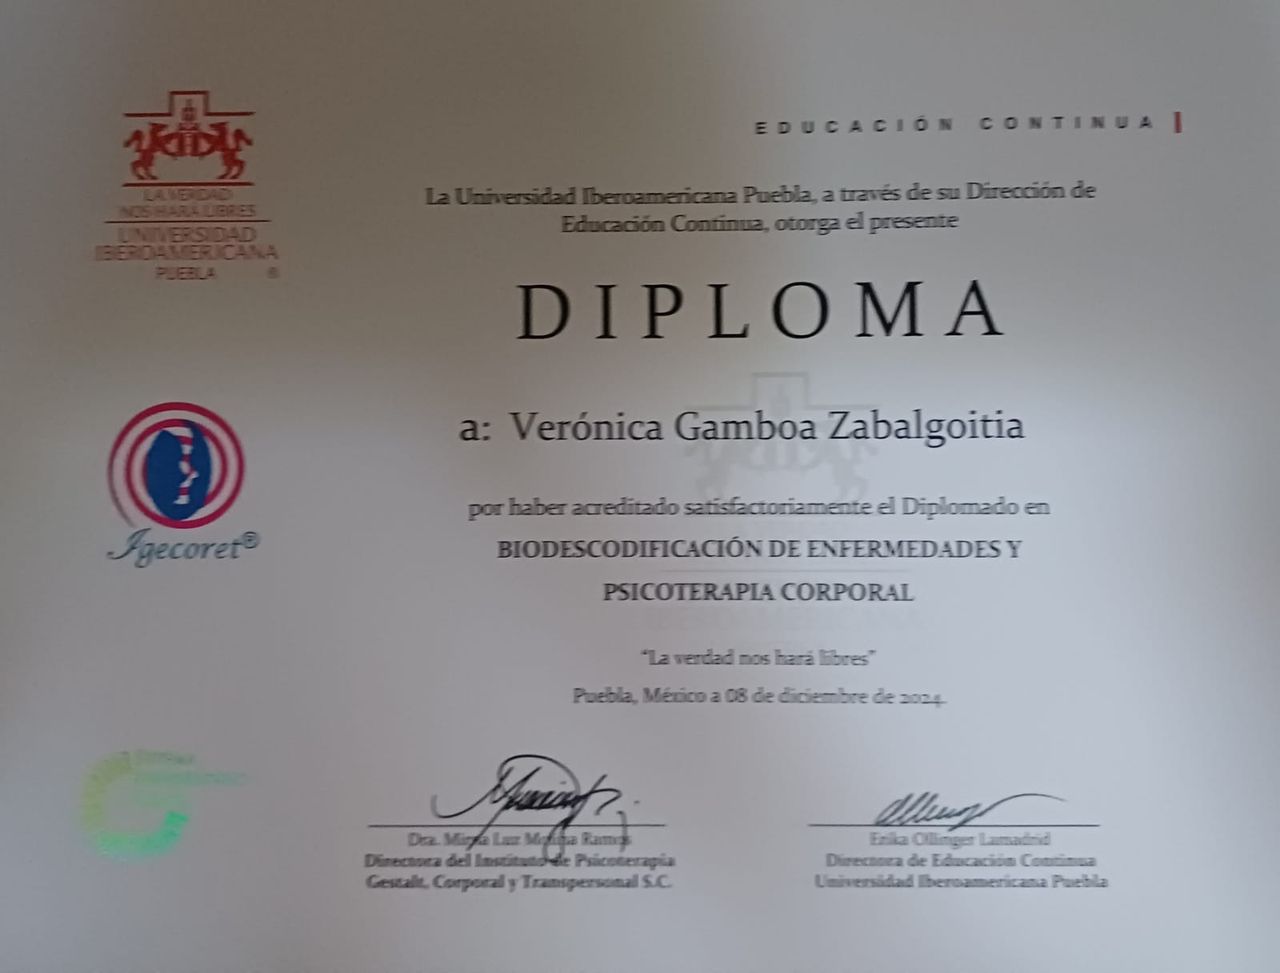 EDUCACIÓN CONTINUA
LA VERDAD
NOS HARÁ LIBRES
UNIVERSIDAD
IBEROAMERICANA
PUEBLA ®
La Universidad Iberoamericana Puebla, a través de su Dirección de
Educación Continua, otorga el presente
DIPLOMA
a: Verónica Gamboa Zabalgoitia
Igecoret®
por haber acreditado satisfactoriamente el Diplomado en
BIODESCODIFICACIÓN DE ENFERMEDADES Y
PSICOTERAPIA CORPORAL
"La verdad nos hará libres"
Puebla, México a 08 de diciembre de 2024.
Dra. Luz Ramos
Directora del Instituto de Psicoterapia
Gestalt, Corporal y Transpersonal S.C.
Erika Ollinger Lamadrid
Directora de Educación Continua
Universidad Iberoamericana Puebla